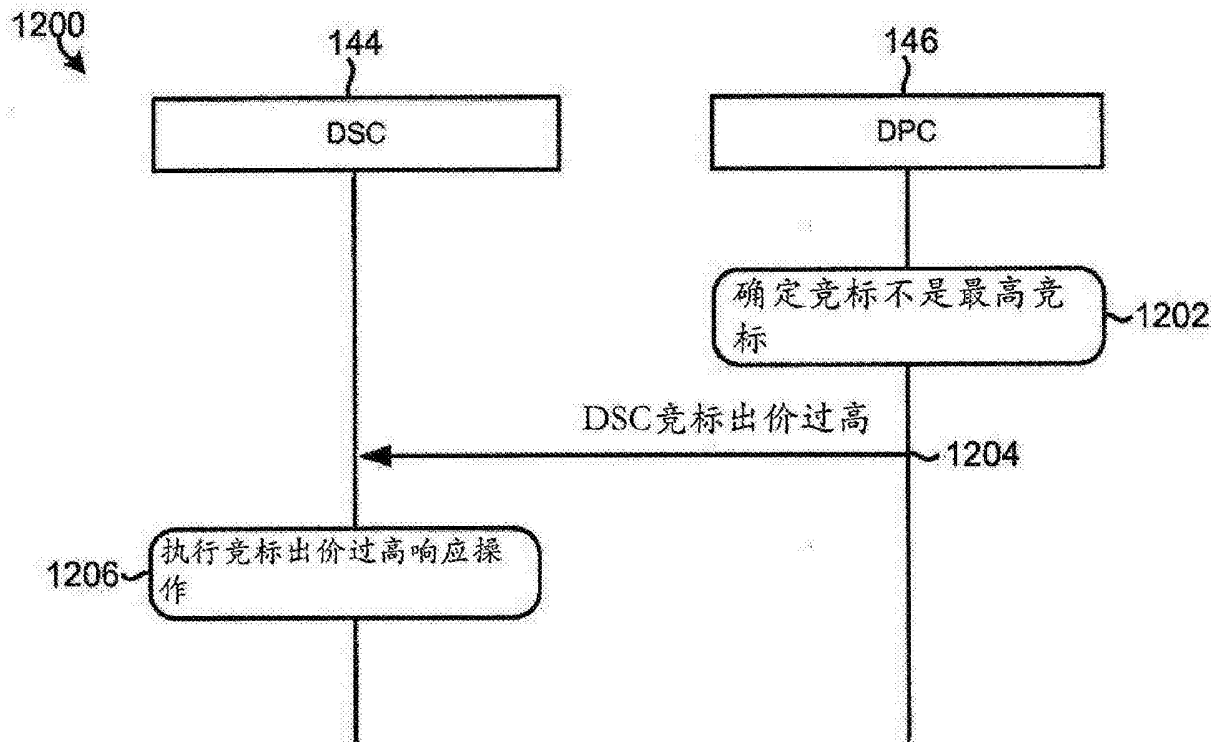 1200
144
146
DSC
DPC
确定竞标不是最高竞
标
1202
DSC竞标出价过高
1204
执行竞标出价过高响应操
作
1206